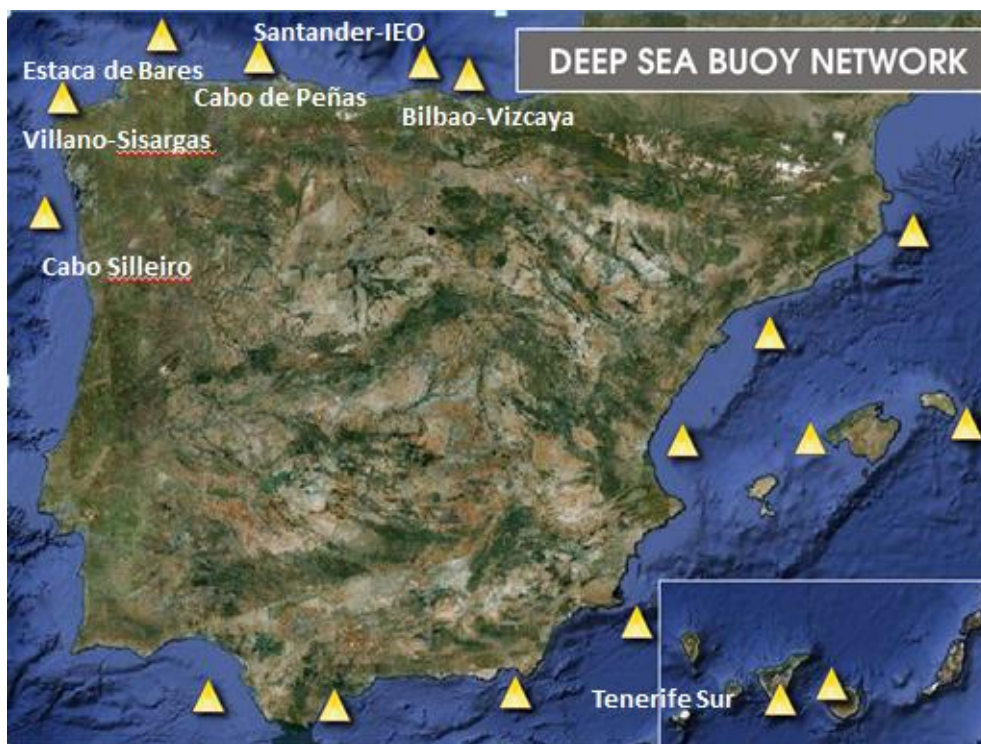 Santander-IEO
DEEP SEA BUOY NETWORK
Estaca de Bares
Cabo de Peñas
Bilbao-Vizcaya
Villano-Sisargas
Cabo Silleiro
Tenerife Sur